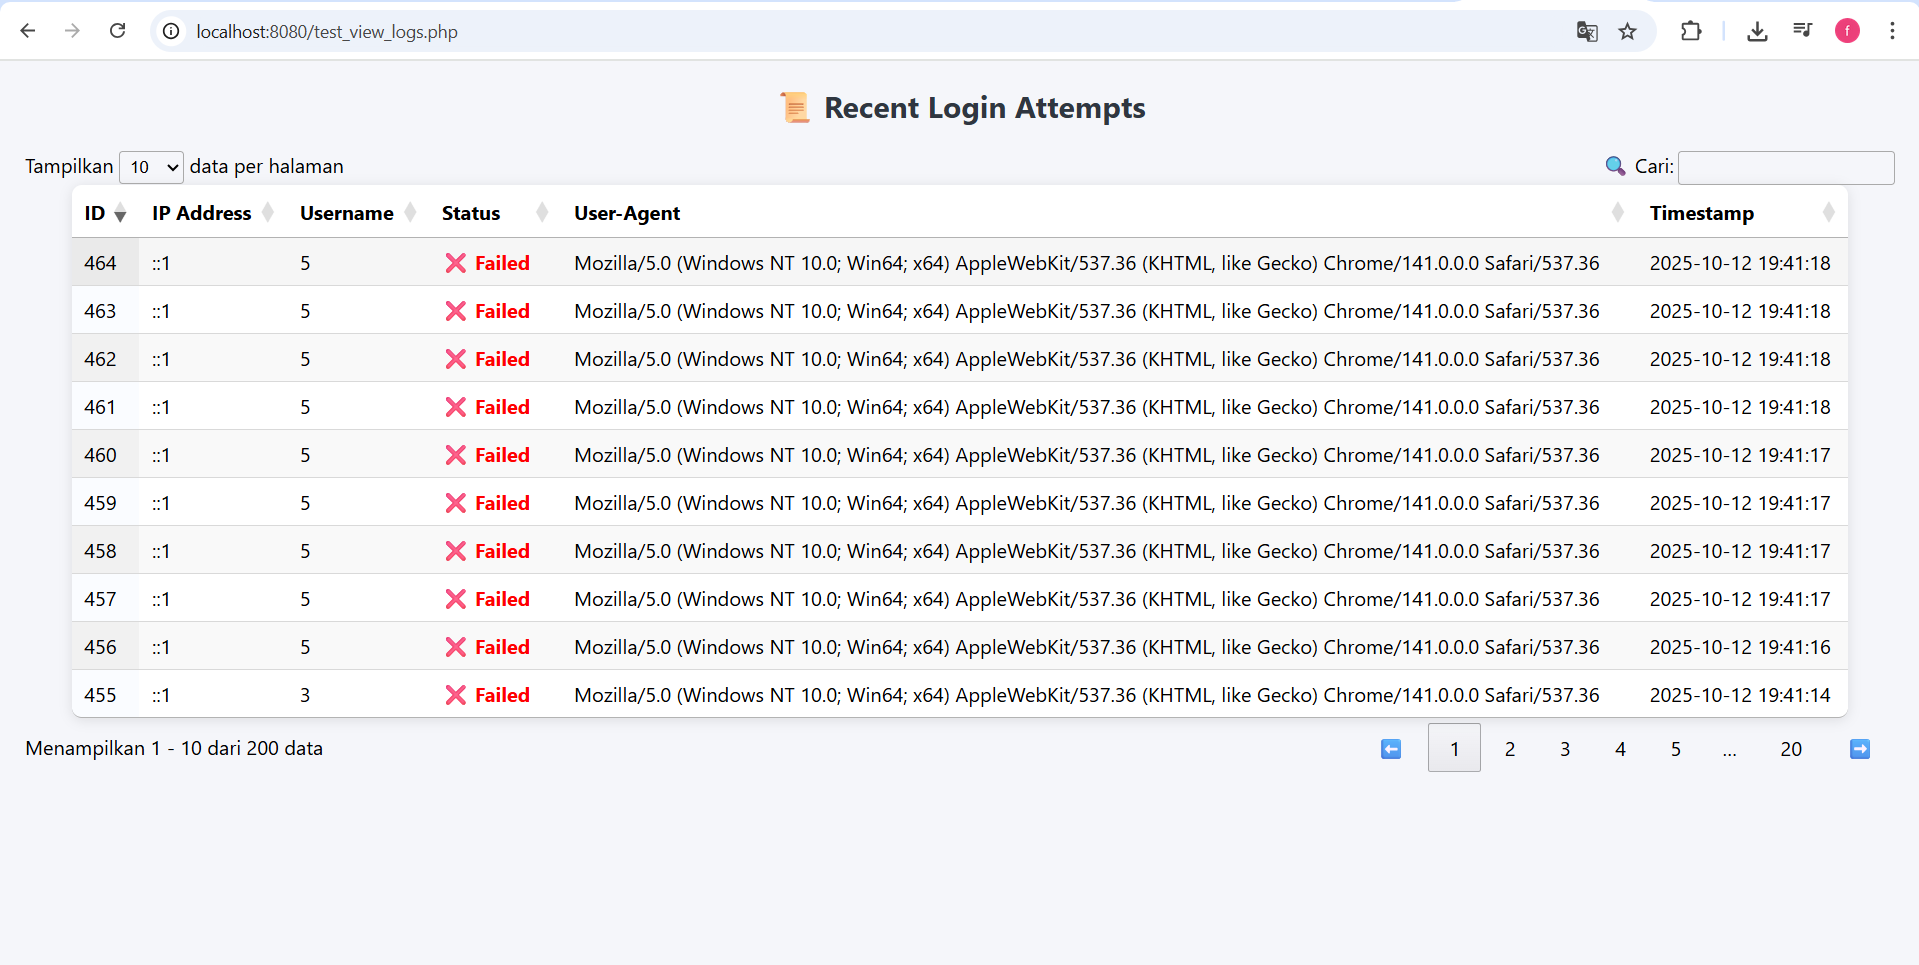 localhost:8080/test_view_logs.php
f
📜 Recent Login Attempts
Tampilkan 10 data per halaman
🔍 Cari:
ID IP Address Username Status User-Agent Timestamp
464 ::1 5 ❌ Failed Mozilla/5.0 (Windows NT 10.0; Win64; x64) AppleWebKit/537.36 (KHTML, like Gecko) Chrome/141.0.0.0 Safari/537.36 2025-10-12 19:41:18
463 ::1 5 ❌ Failed Mozilla/5.0 (Windows NT 10.0; Win64; x64) AppleWebKit/537.36 (KHTML, like Gecko) Chrome/141.0.0.0 Safari/537.36 2025-10-12 19:41:18
462 ::1 5 ❌ Failed Mozilla/5.0 (Windows NT 10.0; Win64; x64) AppleWebKit/537.36 (KHTML, like Gecko) Chrome/141.0.0.0 Safari/537.36 2025-10-12 19:41:18
461 ::1 5 ❌ Failed Mozilla/5.0 (Windows NT 10.0; Win64; x64) AppleWebKit/537.36 (KHTML, like Gecko) Chrome/141.0.0.0 Safari/537.36 2025-10-12 19:41:18
460 ::1 5 ❌ Failed Mozilla/5.0 (Windows NT 10.0; Win64; x64) AppleWebKit/537.36 (KHTML, like Gecko) Chrome/141.0.0.0 Safari/537.36 2025-10-12 19:41:17
459 ::1 5 ❌ Failed Mozilla/5.0 (Windows NT 10.0; Win64; x64) AppleWebKit/537.36 (KHTML, like Gecko) Chrome/141.0.0.0 Safari/537.36 2025-10-12 19:41:17
458 ::1 5 ❌ Failed Mozilla/5.0 (Windows NT 10.0; Win64; x64) AppleWebKit/537.36 (KHTML, like Gecko) Chrome/141.0.0.0 Safari/537.36 2025-10-12 19:41:17
457 ::1 5 ❌ Failed Mozilla/5.0 (Windows NT 10.0; Win64; x64) AppleWebKit/537.36 (KHTML, like Gecko) Chrome/141.0.0.0 Safari/537.36 2025-10-12 19:41:17
456 ::1 5 ❌ Failed Mozilla/5.0 (Windows NT 10.0; Win64; x64) AppleWebKit/537.36 (KHTML, like Gecko) Chrome/141.0.0.0 Safari/537.36 2025-10-12 19:41:16
455 ::1 3 ❌ Failed Mozilla/5.0 (Windows NT 10.0; Win64; x64) AppleWebKit/537.36 (KHTML, like Gecko) Chrome/141.0.0.0 Safari/537.36 2025-10-12 19:41:14
Menampilkan 1 - 10 dari 200 data
⬅️ 1 2 3 4 5 … 20 ➡️